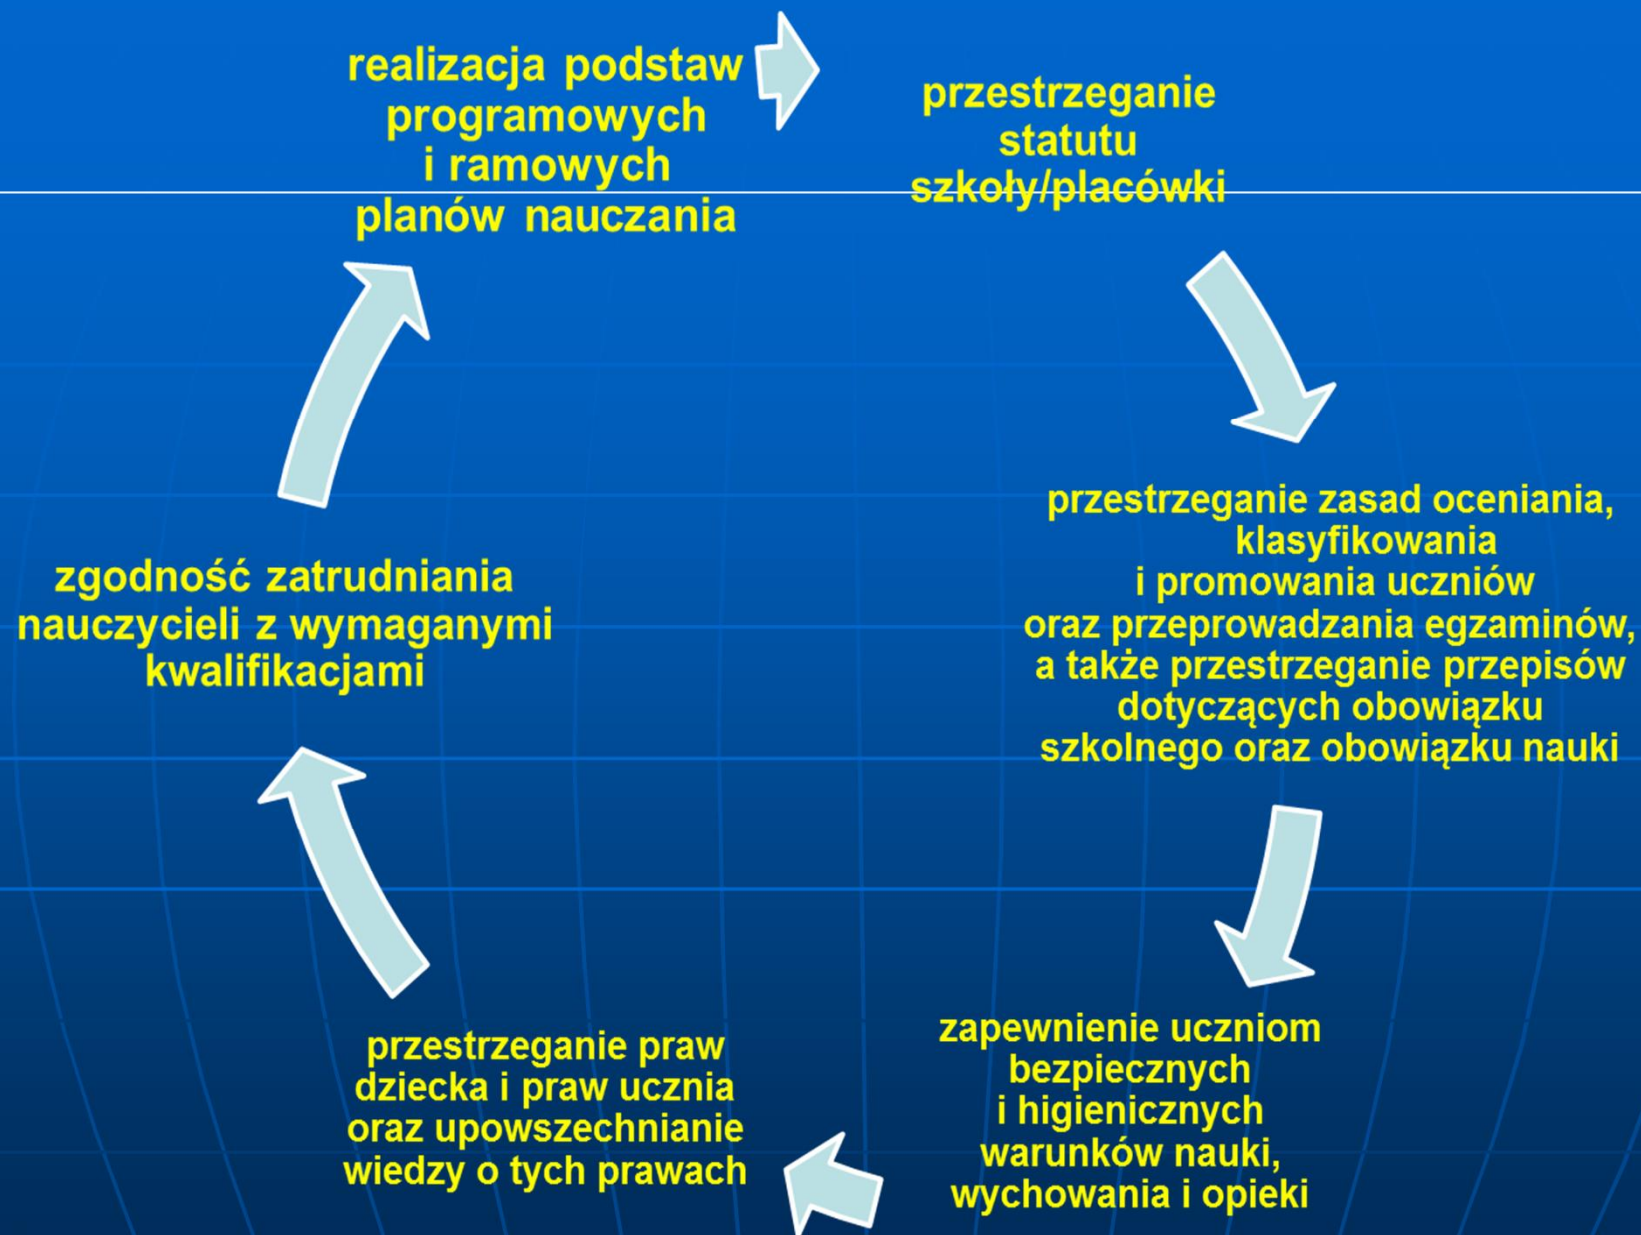 realizacja podstaw
programowych
i ramowych
planów nauczania
przestrzeganie
statutu
szkoły/placówki
przestrzeganie zasad oceniania,
klasyfikowania
i promowania uczniów
oraz przeprowadzania egzaminów,
a także przestrzeganie przepisów
dotyczących obowiązku
szkolnego oraz obowiązku nauki
zapewnienie uczniom
bezpiecznych
i higienicznych
warunków nauki,
wychowania i opieki
przestrzeganie praw
dziecka i praw ucznia
oraz upowszechnianie
wiedzy o tych prawach
zgodność zatrudniania
nauczycieli z wymaganymi
kwalifikacjami